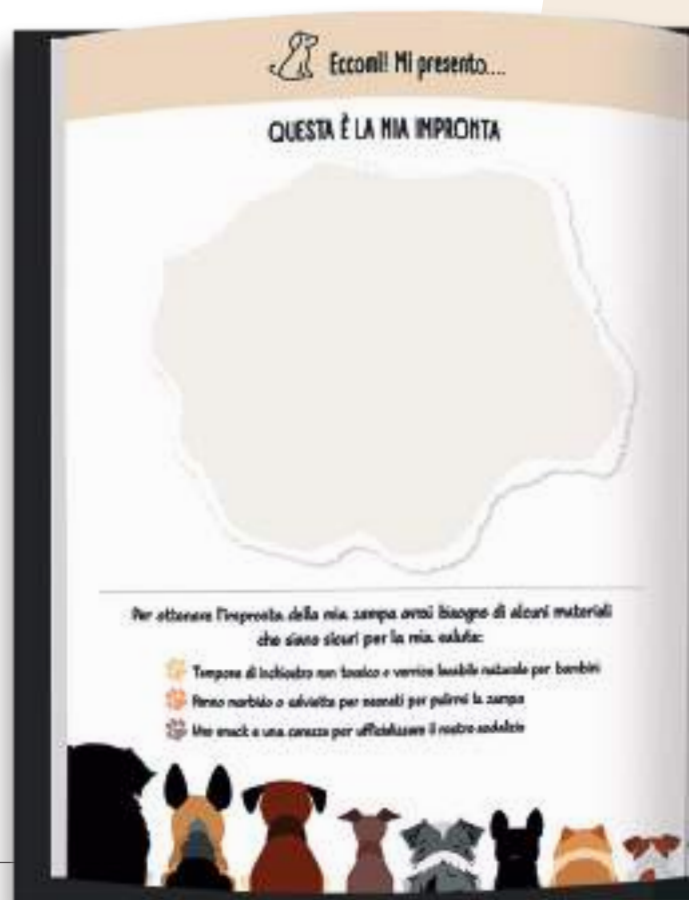 Eccomi! Mi presento....
QUESTA È LA MIA IMPRONTA
Per ottenere l'impronta della mia zampa avrai bisogno di alcuni materiali
che siano sicuri per la mia salute:
Tampone di inchiostro non tossico o vernice lavabile naturale per bambini
Panno morbido o salvietta per neonati per pulirmi la zampa
Uno snack e una carezza per ufficializzare il nostro sodalizio